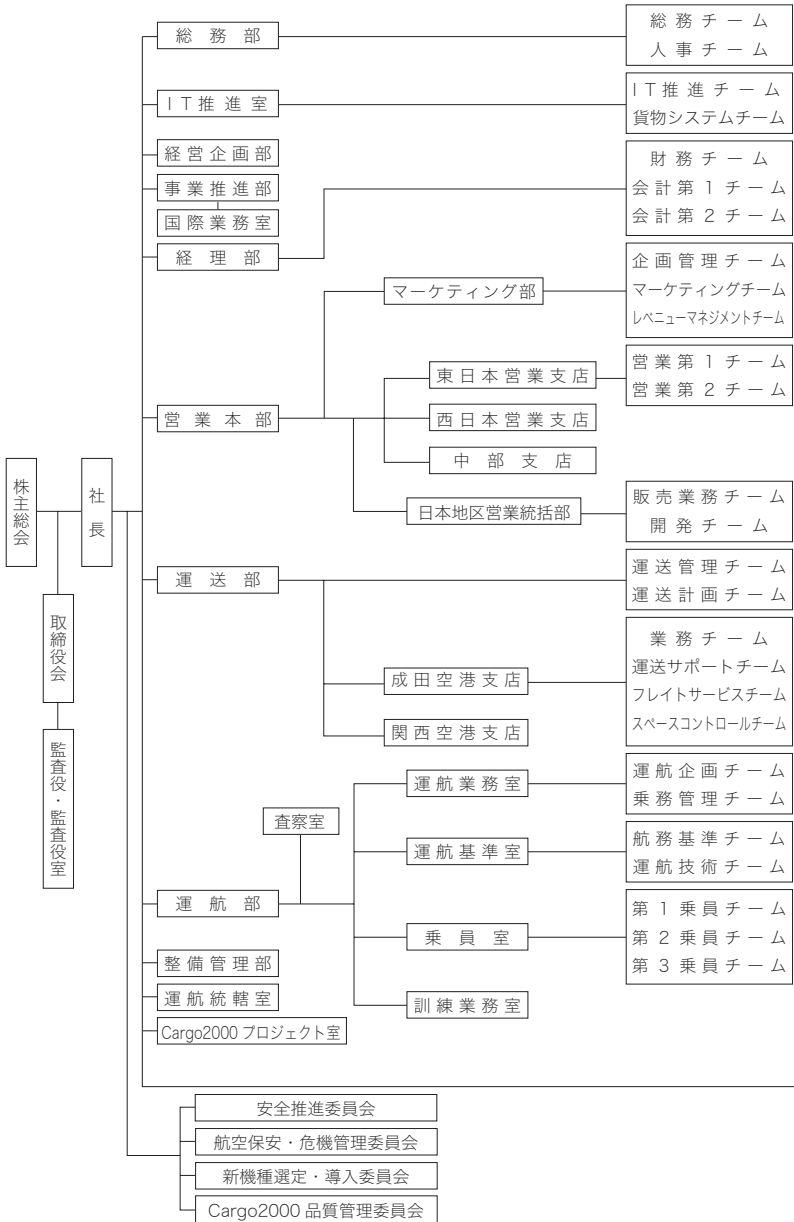 総務部
総務チーム
人事チーム
IT推進室
IT推進チーム
貨物システムチーム
経営企画部
事業推進部
国際業務室
経理部
財務チーム
会計第1チーム
会計第2チーム
営業本部
マーケティング部
企画管理チーム
マーケティングチーム
レベニューマネジメントチーム
東日本営業支店
営業第1チーム
営業第2チーム
西日本営業支店
中部支店
日本地区営業統括部
販売業務チーム
開発チーム
株主総会
社長
取締役会
監査役・監査役室
運送部
運送管理チーム
運送計画チーム
成田空港支店
業務チーム
運送サポートチーム
フレイトサービスチーム
スペースコントロールチーム
関西空港支店
運航部
査察室
運航業務室
運航企画チーム
乗務管理チーム
運航基準室
航務基準チーム
運航技術チーム
乗員室
第1乗員チーム
第2乗員チーム
第3乗員チーム
訓練業務室
整備管理部
運航統轄室
Cargo2000プロジェクト室
安全推進委員会
航空保安・危機管理委員会
新機種選定・導入委員会
Cargo2000品質管理委員会